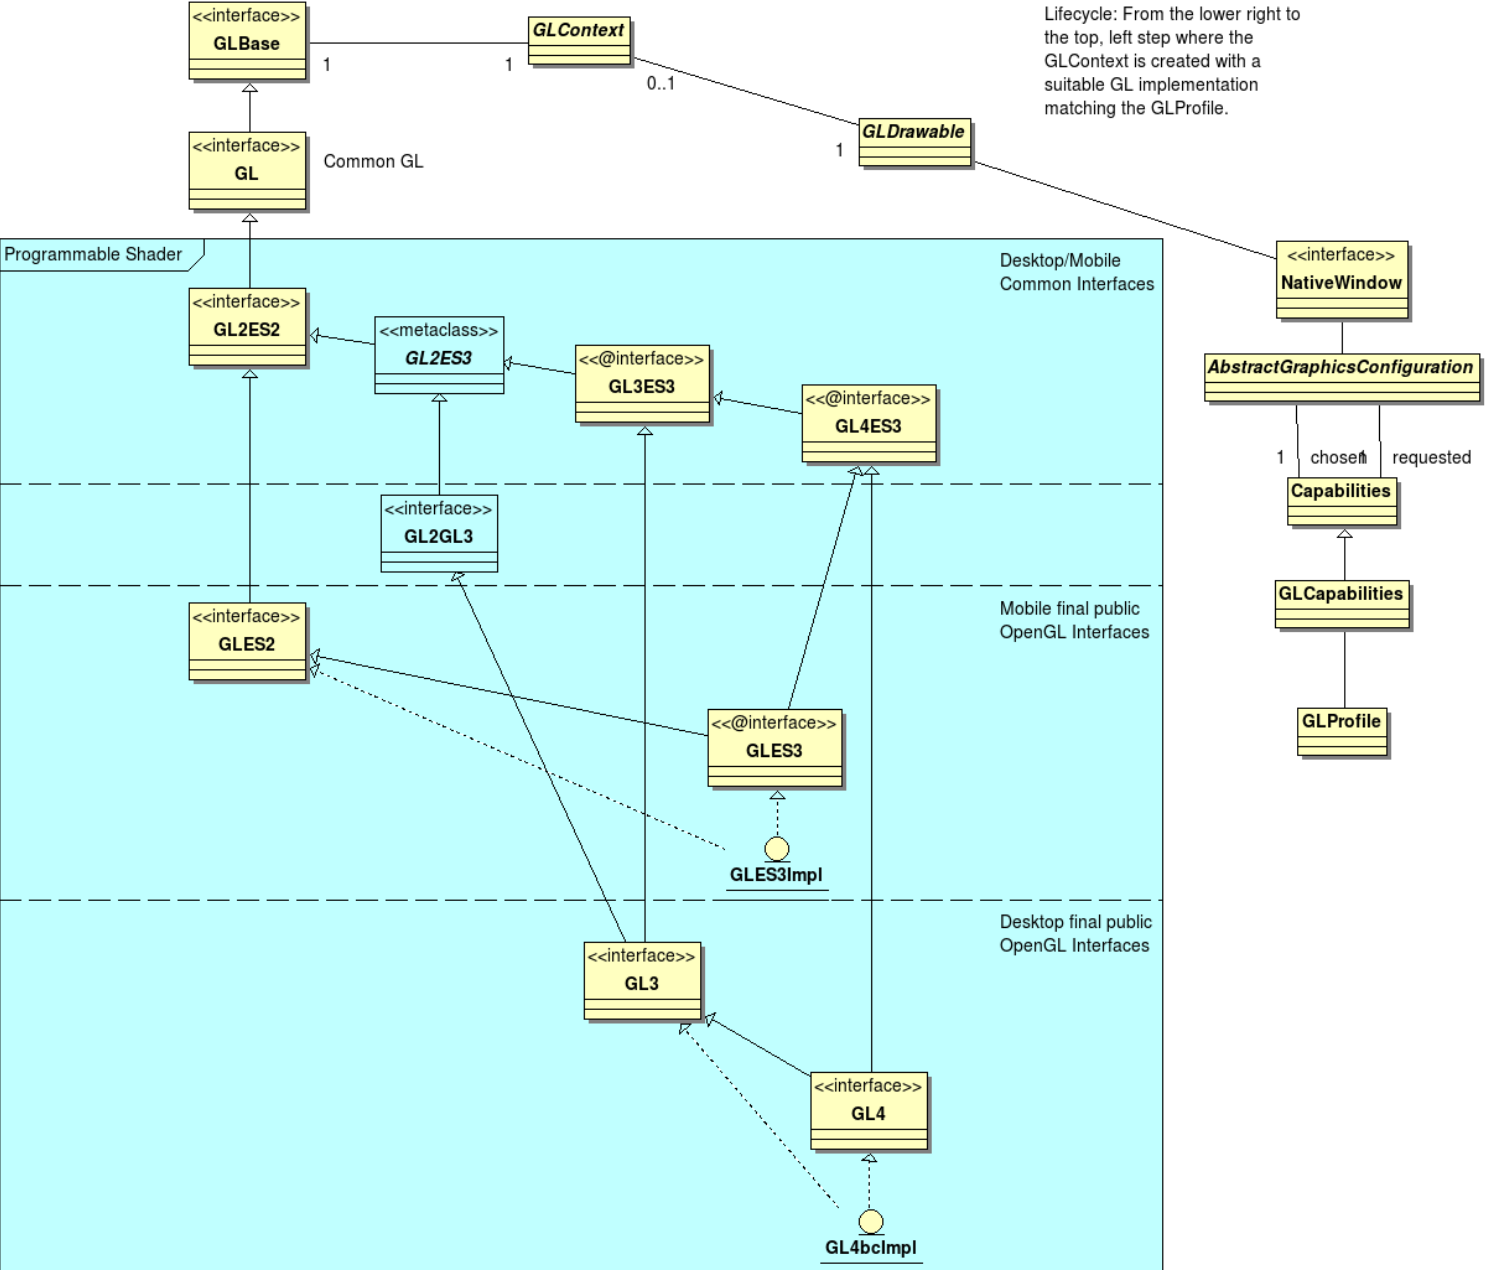 <<interface>>
GLBase
1
1
GLContext
0..1
Lifecycle: From the lower right to
the top, left step where the
GLContext is created with a
suitable GL implementation
matching the GLProfile.
GLDrawable
1
<<interface>>
GL
Common GL
Programmable Shader
Desktop/Mobile
Common Interfaces
<<interface>>
NativeWindow
<<interface>>
GL2ES2
<<metaclass>>
GL2ES3
<<@interface>>
GL3ES3
<<@interface>>
GL4ES3
AbstractGraphicsConfiguration
1
chosen
1
requested
Capabilities
<<interface>>
GL2GL3
GLCapabilities
<<interface>>
GLES2
Mobile final public
OpenGL Interfaces
<<@interface>>
GLES3
GLProfile
GLES3Impl
Desktop final public
OpenGL Interfaces
<<interface>>
GL3
<<interface>>
GL4
GL4bcImpl